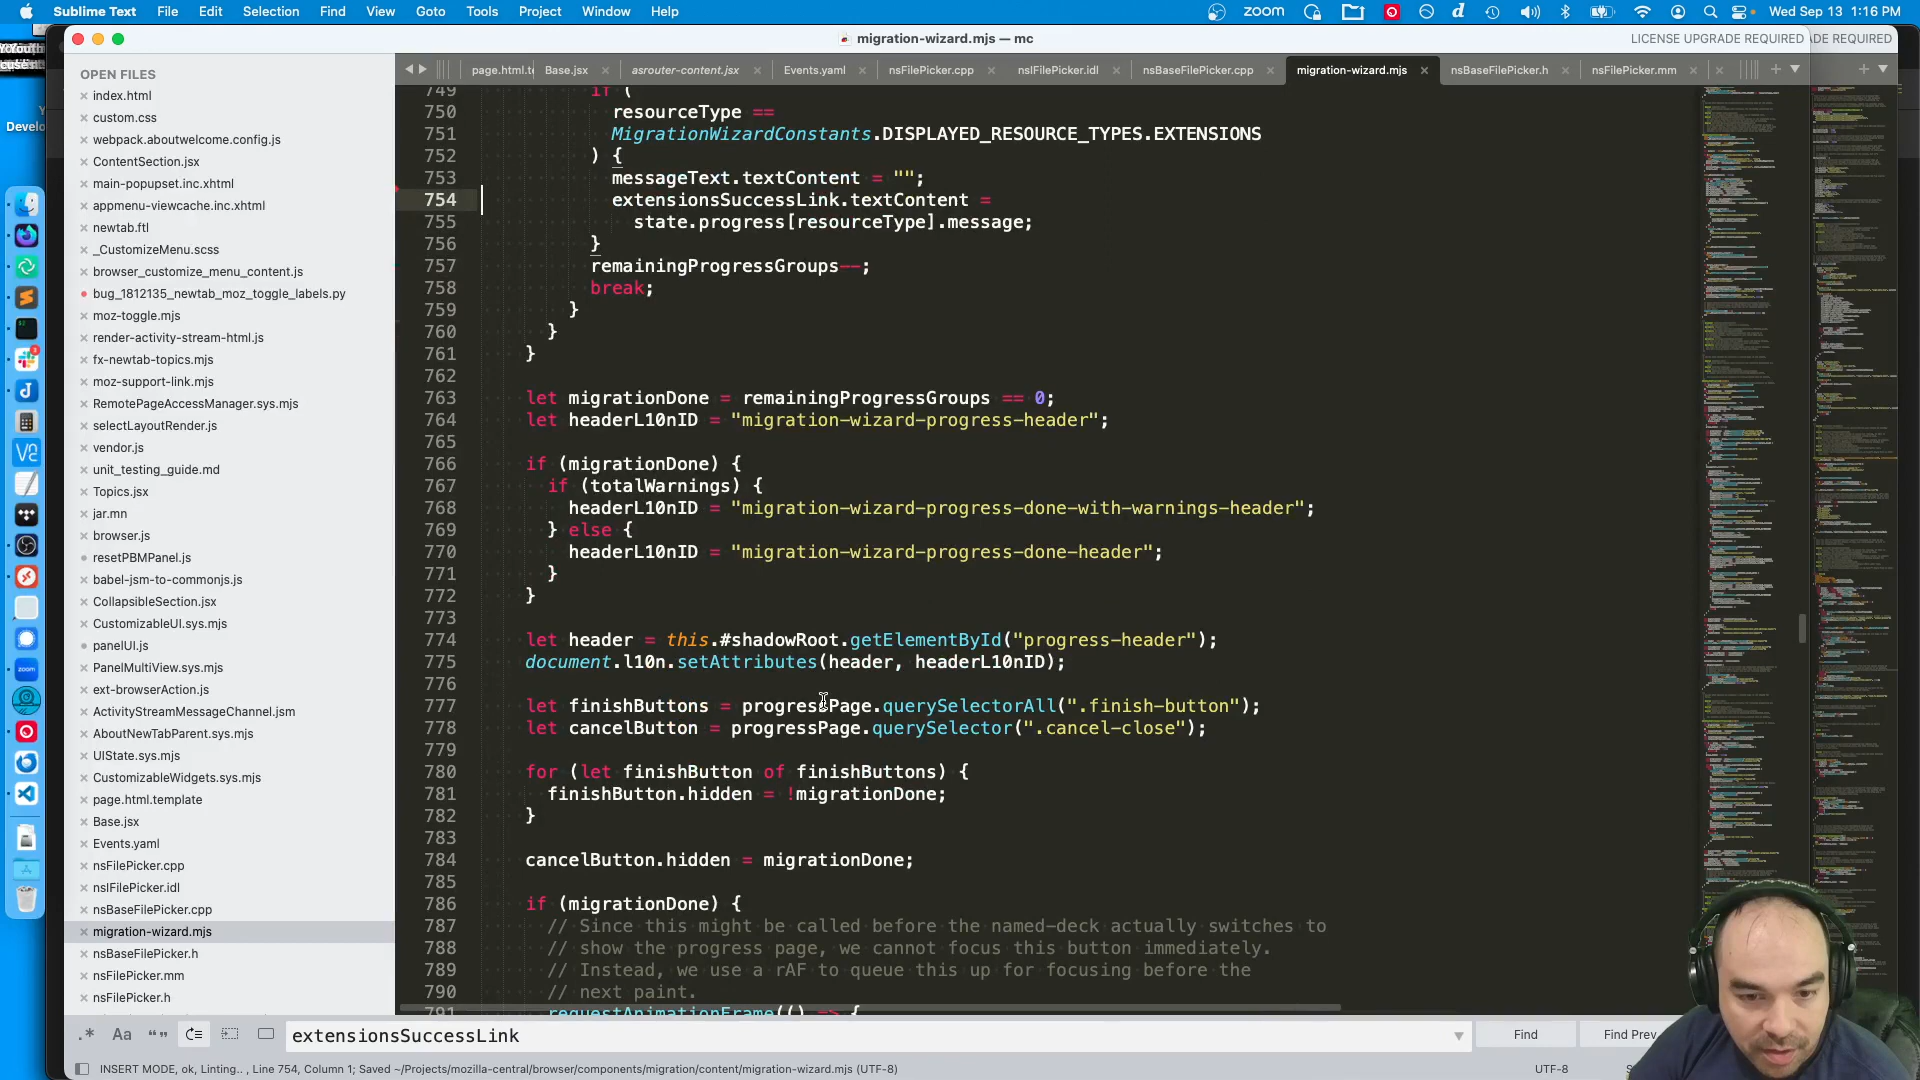 Sublime Text File Edit Selection Find View Goto Tools Project Window Help zoom Wed Sep 13 1:16 PM
migration-wizard.mjs — mc LICENSE UPGRADE REQUIRED ADE REQUIRED
page.html.te Base.jsx asrouter-content.jsx Events.yaml nsFilePicker.cpp nsIFilePicker.idl nsBaseFilePicker.cpp migration-wizard.mjs nsBaseFilePicker.h nsFilePicker.mm
Develo
OPEN FILES
index.html
custom.css
webpack.aboutwelcome.config.js
ContentSection.jsx
main-popupset.inc.xhtml
appmenu-viewcache.inc.xhtml
newtab.ftl
_CustomizeMenu.scss
browser_customize_menu_content.js
bug_1812135_newtab_moz_toggle_labels.py
moz-toggle.mjs
render-activity-stream-html.js
fx-newtab-topics.mjs
moz-support-link.mjs
RemotePageAccessManager.sys.mjs
selectLayoutRender.js
vendor.js
unit_testing_guide.md
Topics.jsx
jar.mn
browser.js
resetPBMPanel.js
babel-jsm-to-commonjs.js
CollapsibleSection.jsx
CustomizableUI.sys.mjs
panelUI.js
PanelMultiView.sys.mjs
ext-browserAction.js
ActivityStreamMessageChannel.jsm
AboutNewTabParent.sys.mjs
UIState.sys.mjs
CustomizableWidgets.sys.mjs
page.html.template
Base.jsx
Events.yaml
nsFilePicker.cpp
nsIFilePicker.idl
nsBaseFilePicker.cpp
migration-wizard.mjs
nsBaseFilePicker.h
nsFilePicker.mm
nsFilePicker.h
749 if (
750 resourceType ==
751 MigrationWizardConstants.DISPLAYED_RESOURCE_TYPES.EXTENSIONS
752 ) {
753 messageText.textContent = "";
754 extensionsSuccessLink.textContent =
755 state.progress[resourceType].message;
756 }
757 remainingProgressGroups--;
758 break;
759 }
760 }
761 }
762
763 let migrationDone = remainingProgressGroups == 0;
764 let headerL10nID = "migration-wizard-progress-header";
765
766 if (migrationDone) {
767 if (totalWarnings) {
768 headerL10nID = "migration-wizard-progress-done-with-warnings-header";
769 } else {
770 headerL10nID = "migration-wizard-progress-done-header";
771 }
772 }
773
774 let header = this.#shadowRoot.getElementById("progress-header");
775 document.l10n.setAttributes(header, headerL10nID);
776
777 let finishButtons = progressPage.querySelectorAll(".finish-button");
778 let cancelButton = progressPage.querySelector(".cancel-close");
779
780 for (let finishButton of finishButtons) {
781 finishButton.hidden = !migrationDone;
782 }
783
784 cancelButton.hidden = migrationDone;
785
786 if (migrationDone) {
787 // Since this might be called before the named-deck actually switches to
788 // show the progress page, we cannot focus this button immediately.
789 // Instead, we use a rAF to queue this up for focusing before the
790 // next paint.
791 requestAnimationFrame(() => {
.* Aa “” extensionsSuccessLink Find Find Prev
INSERT MODE, ok, Linting.. , Line 754, Column 1; Saved ~/Projects/mozilla-central/browser/components/migration/content/migration-wizard.mjs (UTF-8) UTF-8